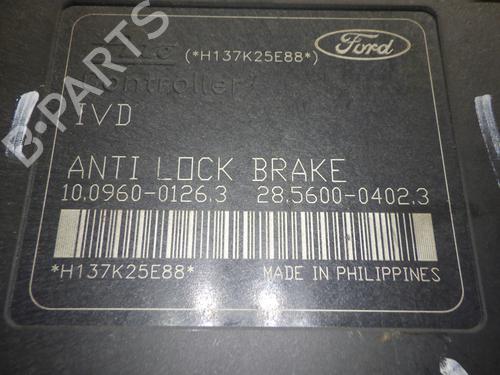 (*H137K25E88*)
Ford
Controller
IVD
ANTI LOCK BRAKE
10.0960-0126.3 28.5600-0402.3
*H137K25E88* MADE IN PHILIPPINES
B-PARTS